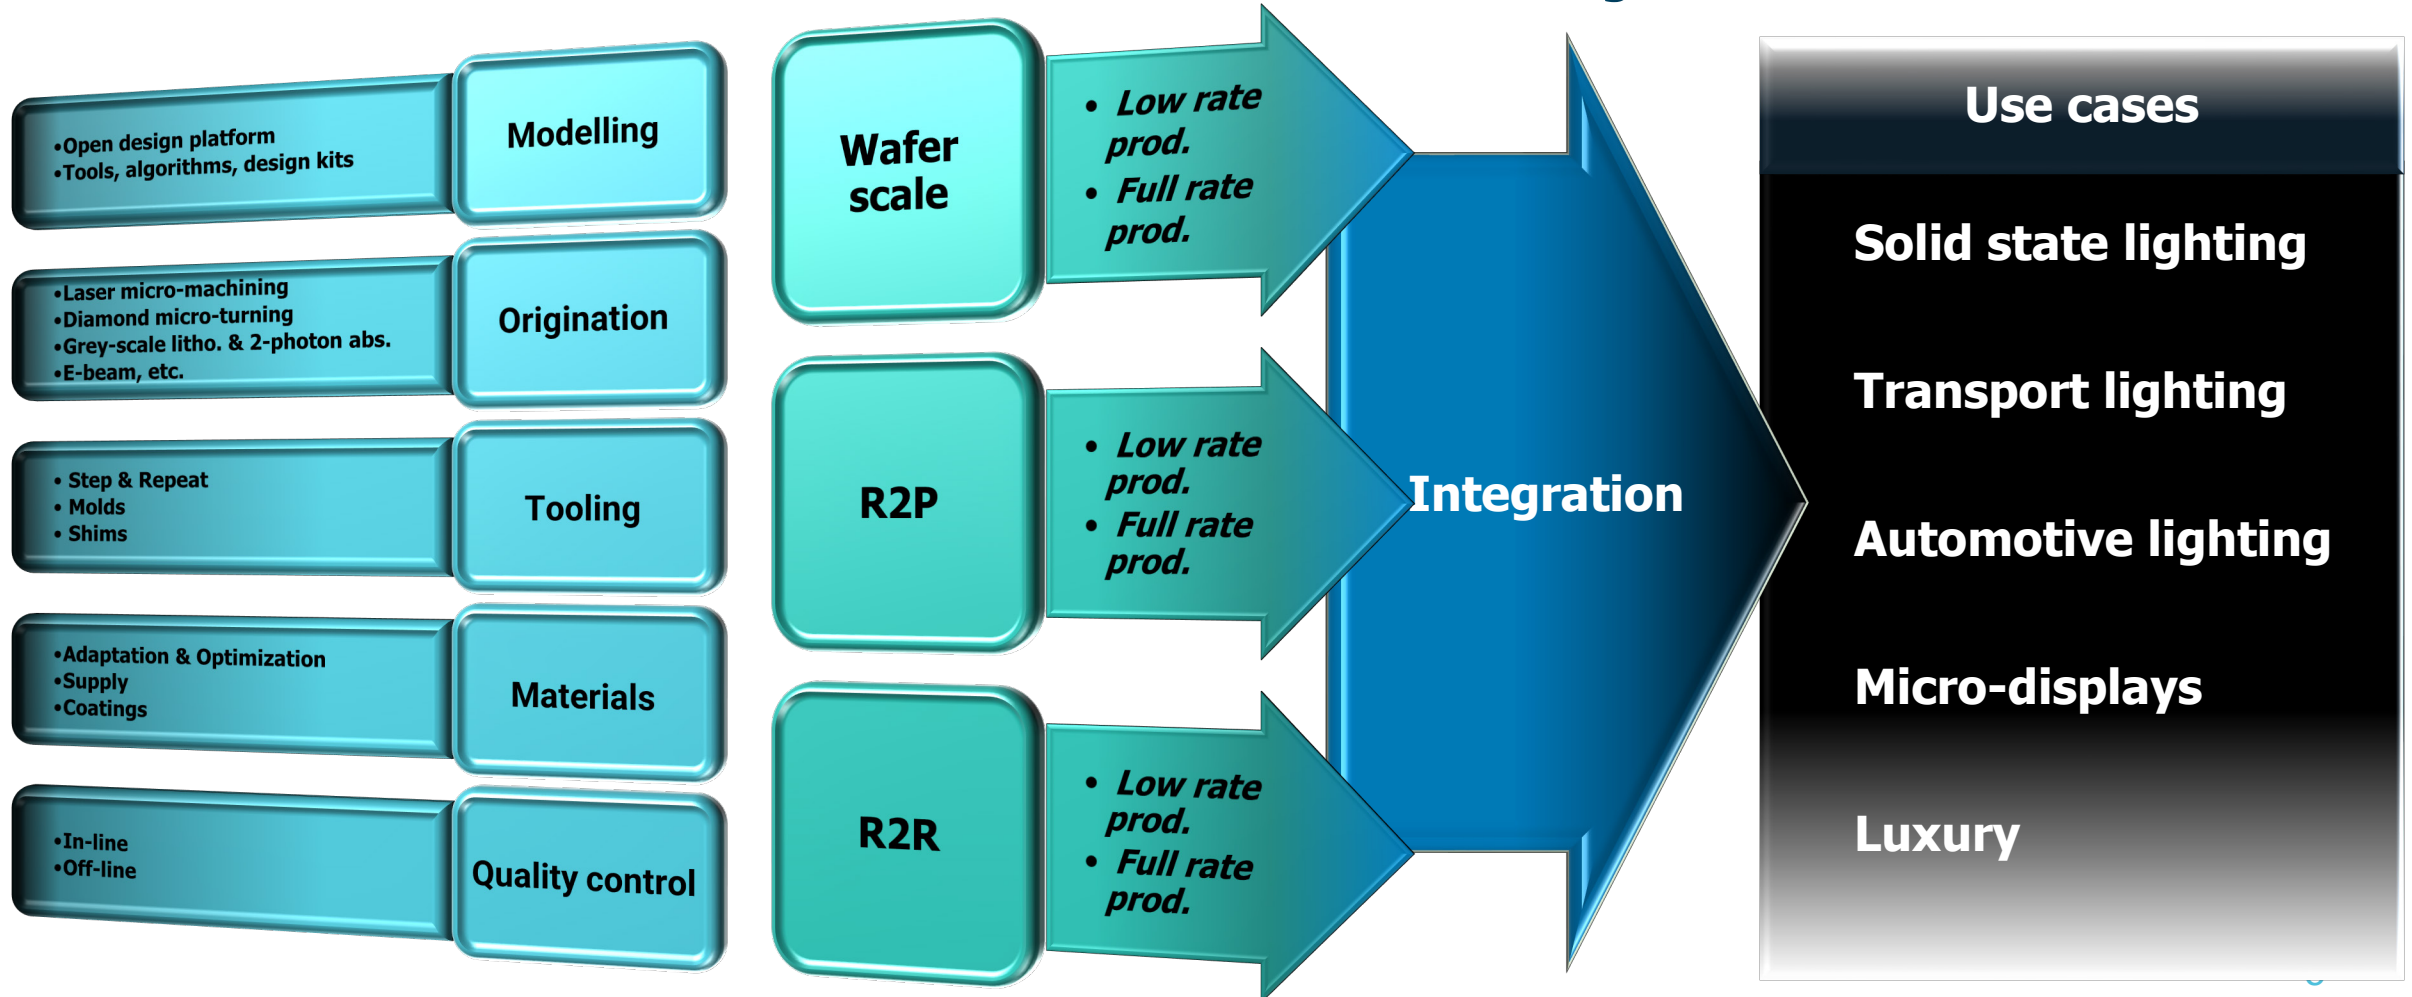 •Open design platform
•Tools, algorithms, design kits
Modelling
•Laser micro-machining
•Diamond micro-turning
•Grey-scale litho. & 2-photon abs.
•E-beam, etc.
Origination
• Step & Repeat
• Molds
• Shims
Tooling
•Adaptation & Optimization
•Supply
•Coatings
Materials
•In-line
•Off-line
Quality control
Wafer
scale
• Low rate
prod.
• Full rate
prod.
R2P
• Low rate
prod.
• Full rate
prod.
R2R
• Low rate
prod.
• Full rate
prod.
Integration
Use cases
Solid state lighting
Transport lighting
Automotive lighting
Micro-displays
Luxury